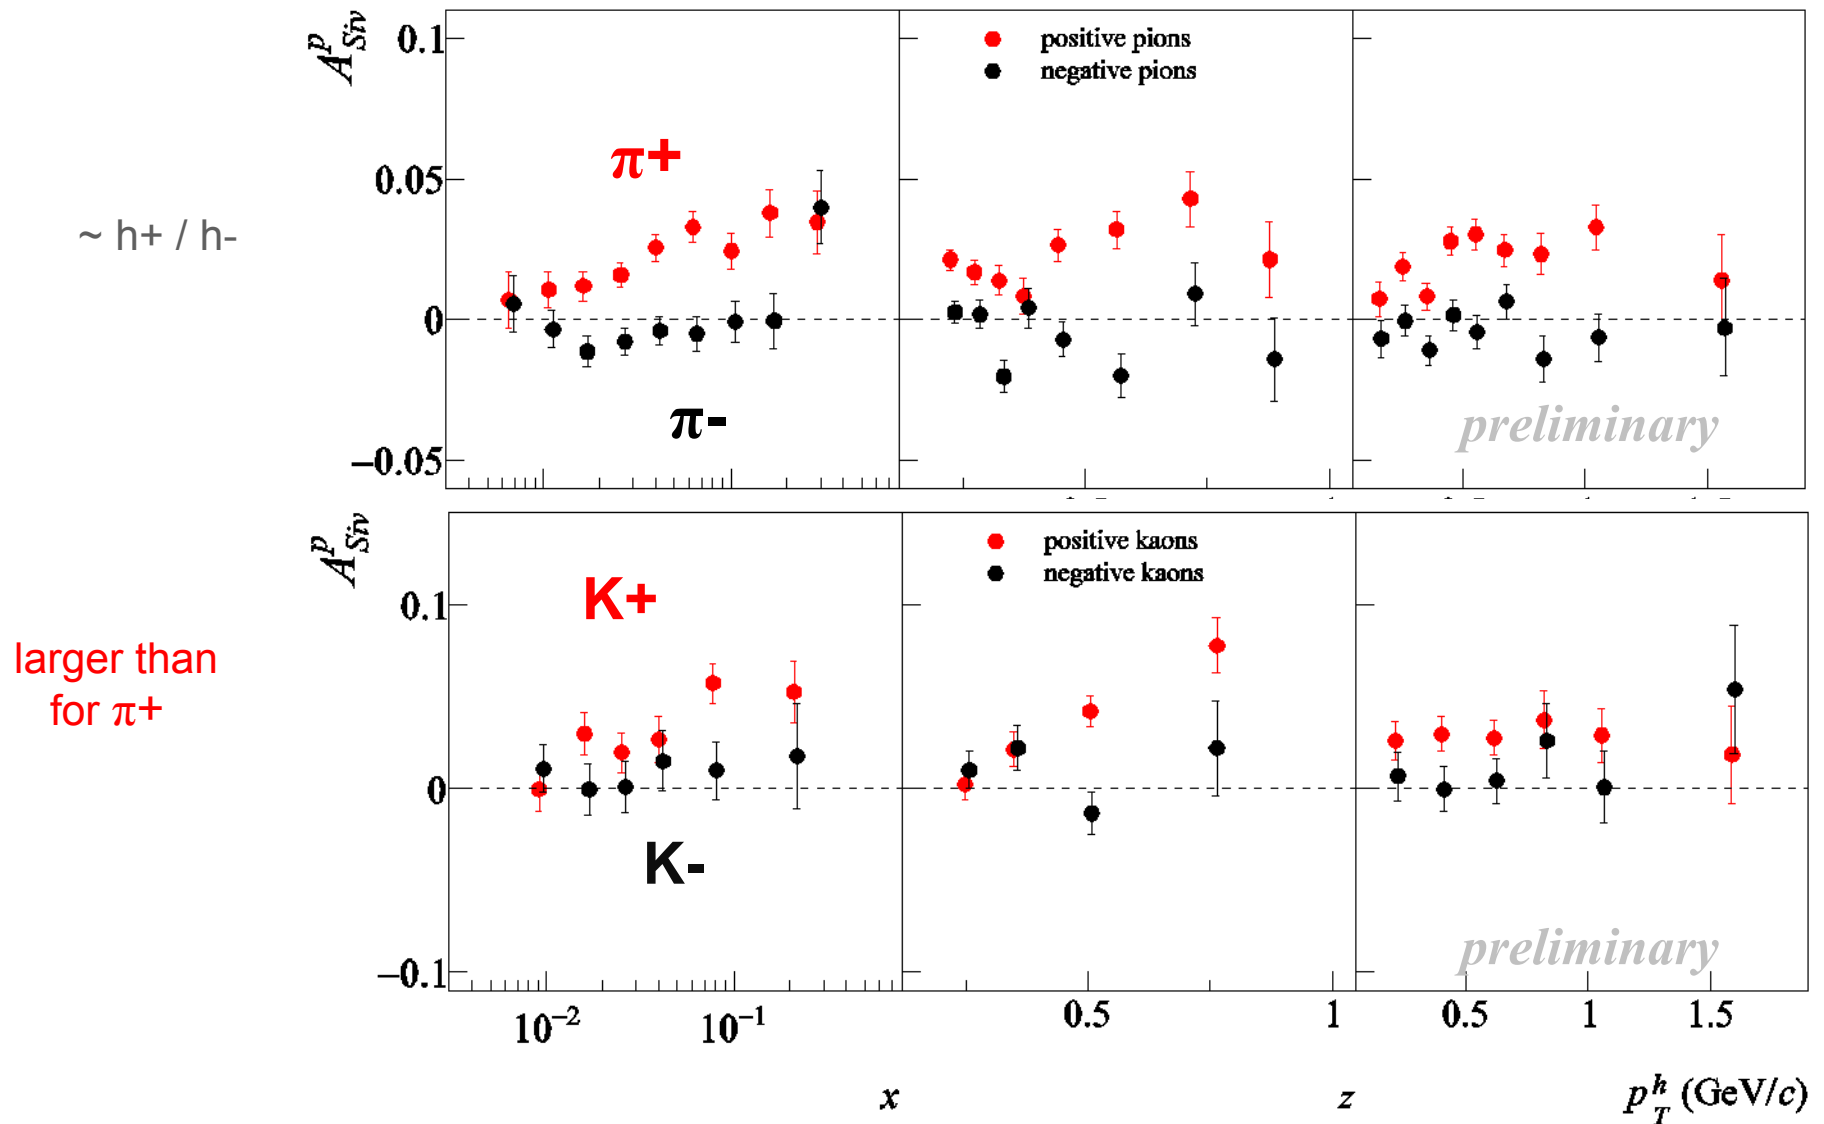 A^p_Siv
0.1
0.05
0
−0.05
positive pions
negative pions
π+
π-
~ h+ / h-
preliminary
A^p_Siv
0.1
0
−0.1
positive kaons
negative kaons
K+
K-
larger than
for π+
preliminary
10^−2 10^−1 0.5 1 0.5 1 1.5
x z p_T^h (GeV/c)